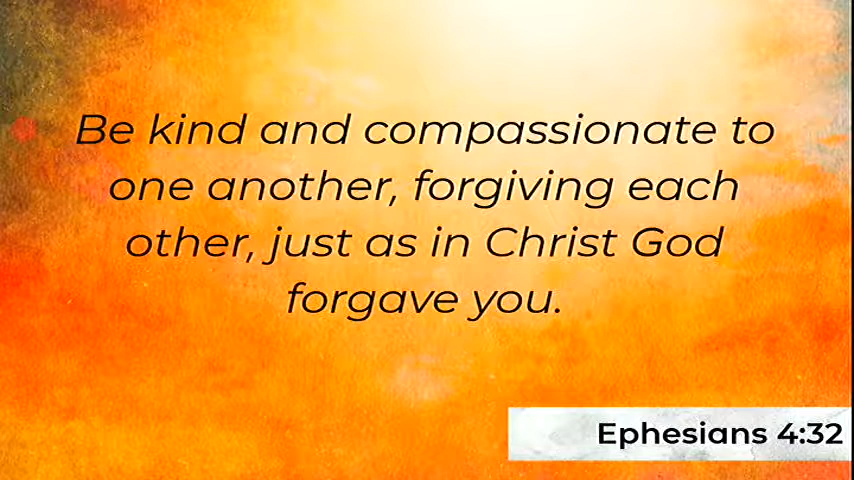 Be kind and compassionate to
one another, forgiving each
other, just as in Christ God
forgave you.
Ephesians 4:32